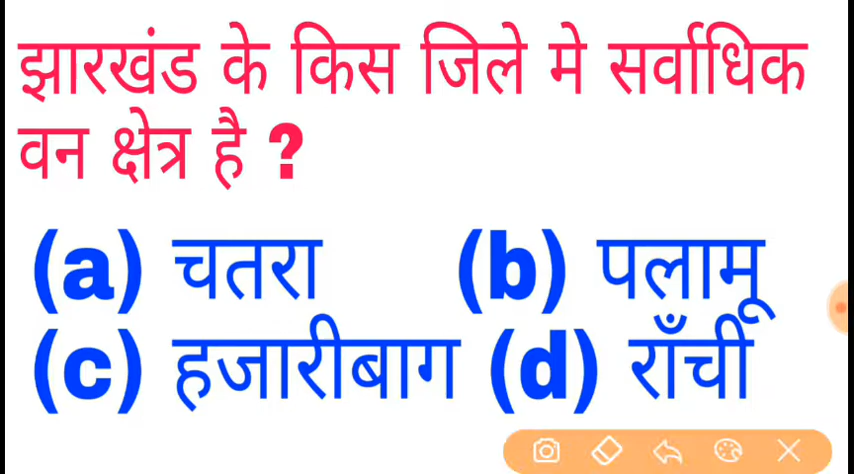 झारखंड के किस जिले मे सर्वाधिक
वन क्षेत्र है ?
(a) चतरा (b) पलामू
(c) हजारीबाग (d) राँची